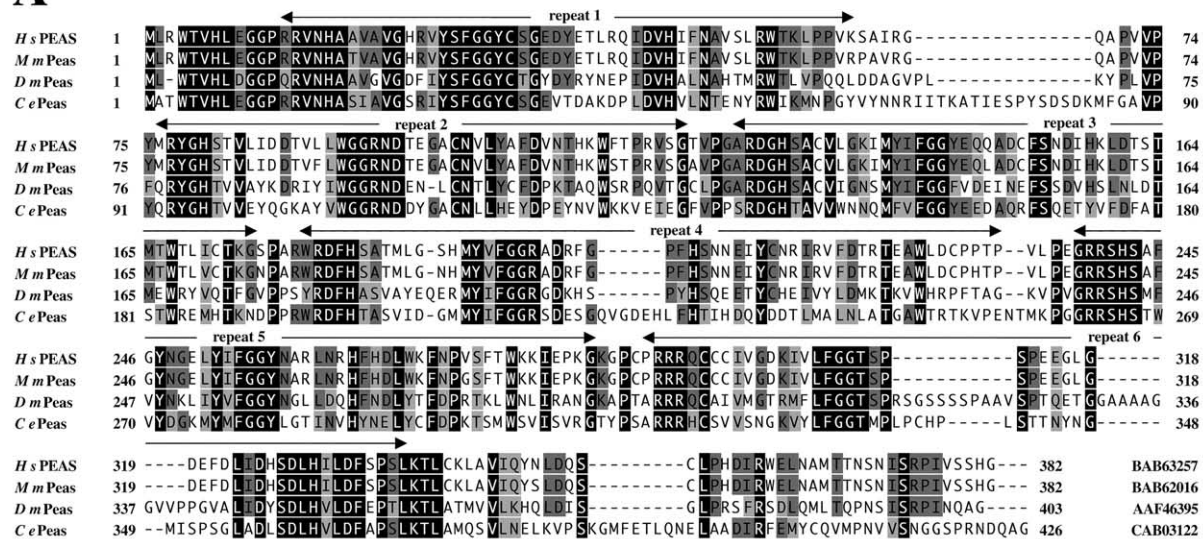 A
repeat 1
Hs PEAS 1 MLRWTVHLEGGPRRVNHAAVAVGHRVYSFGGYCSGEDYETLRQIDVHIFNAVSLRWTKLPPVKSAIRG---------------QAPVVP 74
Mm Peas 1 MLRWTVHLEGGPRRVNHATVAVGHRVYSFGGYCSGEDYETLRQIDVHIFNAVSLRWTKLPPVRPAVRG---------------QAPVVP 74
Dm Peas 1 ML-WTVHLDGGPQRVNHAAVGVGDFIYSFGGYCTGYDYRYNEPIDVHALNAHTMRWTLVPQQLDDAGVPL-------------KYPLVP 75
Ce Peas 1 MATWTVHLEGGPRRVNHASIAVGSRIYSFGGYCSGEVTDAKDPLDVHVLNTENYRWIKMNPGYVYNNRIITKATIESPYSDSDKMFGAVP 90
repeat 2 repeat 3
Hs PEAS 75 YMRYGHSTVLIDDTVLLWGGRNDTEGACNVLYAFDVNTHKWFTPRVSGTVPGARDGHSACVLGKIMYIFGGYEQQADCFSNDIHKLDTST 164
Mm Peas 75 YMRYGHSTVLIDDTVFLWGGRNDTEGACNVLYAFDVNTHKWSTPRVSGTVPGARDGHSACVLGKIMYIFGGYEQLADCFSNDIHKLDTST 164
Dm Peas 76 FQRYGHTVVAYKDRIYIWGGRNDEN-LCNTLYCFDPKTAQWSRPQVTGCLPGARDGHSACVIGNSMYIFGGFVDEINEFSSDVHSLNLDT 164
Ce Peas 91 YQRYGHTVVEYQGKAYVWGGRNDDYGACNLLHEYDPEYNVWKKVEIEGFVPPSRDGHTAVVWNNQMFVFGGYEEDAQRFSQETYVFDFAT 180
repeat 4
Hs PEAS 165 MTWTLICTKGSPARWRDFHSATMLG-SHMYVFGGRADRFG------PFHSNNEIYCNRIRVFDTRTEAWLDCPPTP--VLPEGRRSHSAF 245
Mm Peas 165 MTWTLVCTKGNPARWRDFHSATMLG-NHMYVFGGRADRFG------PFHSNNEIYCNRIRVFDTRTEAWLDCPHTP--VLPEGRRSHSAF 245
Dm Peas 165 MEWRYVQTFGVPPSYRDFHASVAYEQERMYIFGGRGDKHS------PYHSQEETYCHEIVYLDMKTKVWHRPFTAG--KVPVGRRSHSMF 246
Ce Peas 181 STWREMHTKNDPPRWRDFHTASVID-GMMYIFGGRSDESGQVGDEHLFHTIHDQYDDTLMALNLATGAWTRTKVPENTMKPGGRRSHSTW 269
repeat 5 repeat 6
Hs PEAS 246 GYNGELYIFGGYNARLNRHFHDLWKFNPVSFTWKKIEPKGKGPCPRRRQCCCIVGDKIVLFGGTSP----------SPEEGLG------ 318
Mm Peas 246 GYNGELYIFGGYNARLNRHFHDLWKFNPGSFTWKKIEPKGKGPCPRRRQCCCIVGDKIVLFGGTSP----------SPEEGLG------ 318
Dm Peas 247 VYNKLIYVFGGYNGLLDQHFNDLYTFDPRTKLWNLIRANGKAPTARRRQCAIVMGTRMFLFGGTSPRSGSSSSPAAVSPTQETGGAAAAG 336
Ce Peas 270 VYDGKMYMFGGYLGTINVHYNELYCFDPKTSMWSVISVRGTYPSARRRHCSVVSNGKVYLFGGTMPLPCHP-----LSTTNYNG------ 348
Hs PEAS 319 ----DEFDLIDHSDLHILDFSPSLKTLCKLAVIQYNLDQS---------CLPHDIRWELNAMTTNSNISRPIVSSHG---- 382 BAB63257
Mm Peas 319 ----DEFDLIDHSDLHILDFSPSLKTLCKLAVIQYNLDQS---------CLPHDIRWELNAMTTNSNISRPIVSSHG---- 382 BAB62016
Dm Peas 337 GVVPPGVALIDYSDLHVLDFEPTLKTLATMVLKHQLDIS---------GLPRSFRSDLQMLTQPNSISRPINQAG---- 403 AAF46395
Ce Peas 349 --MISPSGLADLSDLHVLDFAPSLKTLAMQSVLNELKVPSKGMFETLQNELAADIRFEMYCQVMPNVVSNGGSPRNDQAG 426 CAB03122